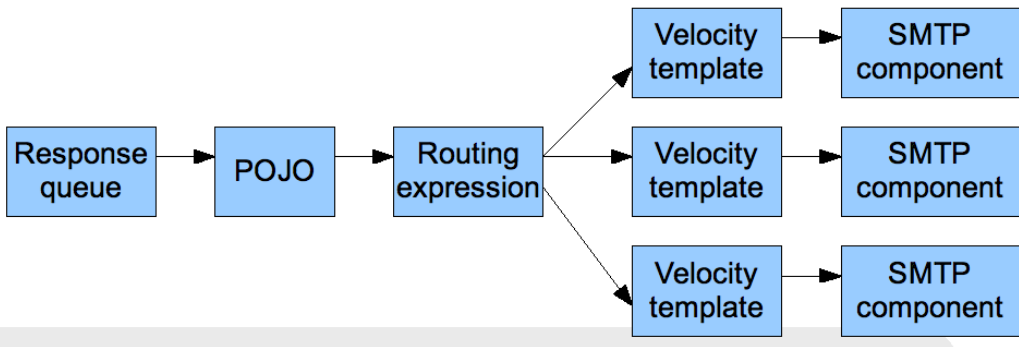 Response
queue
POJO
Routing
expression
Velocity
template
SMTP
component
Velocity
template
SMTP
component
Velocity
template
SMTP
component